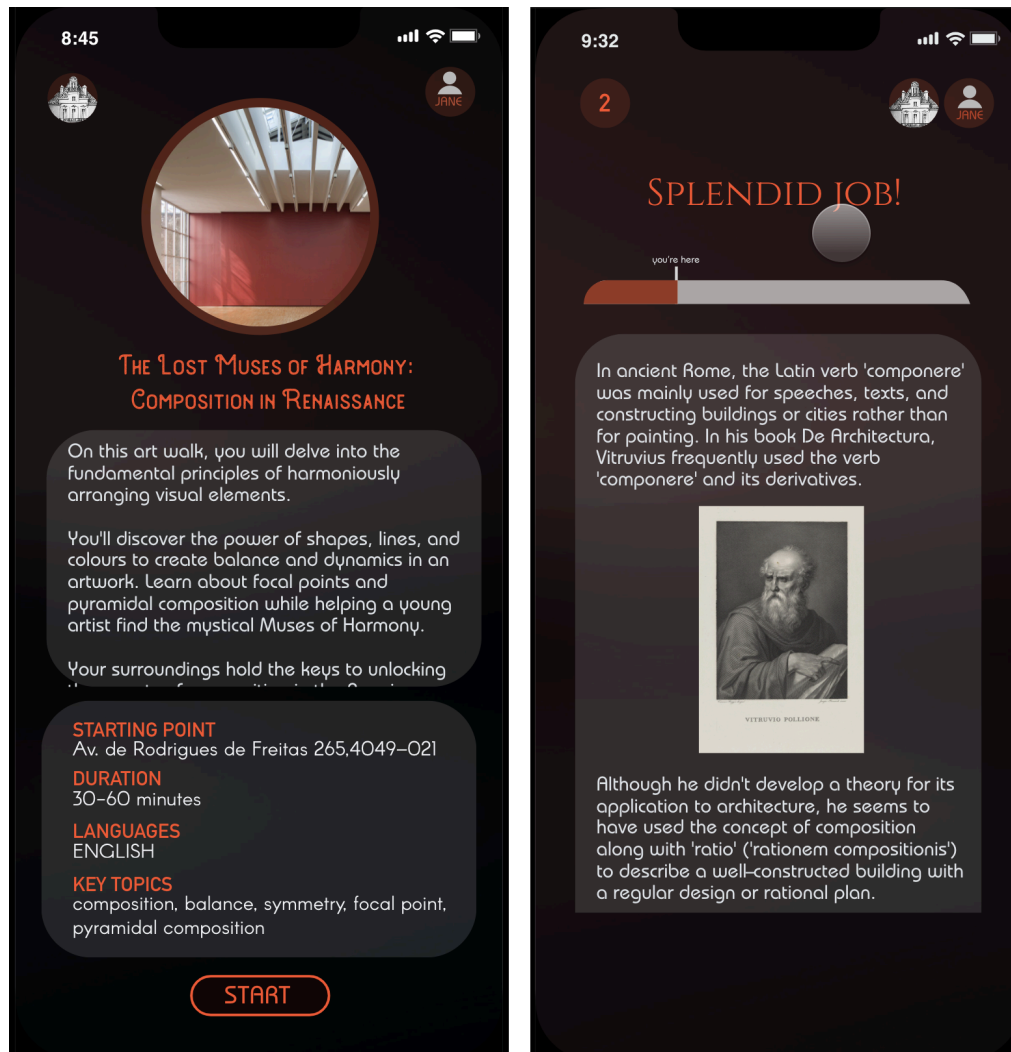 8:45
JANE
The Lost Muses of Harmony:
Composition in Renaissance
On this art walk, you will delve into the
fundamental principles of harmoniously
arranging visual elements.
You'll discover the power of shapes, lines, and
colours to create balance and dynamics in an
artwork. Learn about focal points and
pyramidal composition while helping a young
artist find the mystical Muses of Harmony.
Your surroundings hold the keys to unlocking
STARTING POINT
Av. de Rodrigues de Freitas 265,4049–021
DURATION
30-60 minutes
LANGUAGES
ENGLISH
KEY TOPICS
composition, balance, symmetry, focal point,
pyramidal composition
START
9:32
2
JANE
Splendid job!
you're here
In ancient Rome, the Latin verb 'componere'
was mainly used for speeches, texts, and
constructing buildings or cities rather than
for painting. In his book De Architectura,
Vitruvius frequently used the verb
'componere' and its derivatives.
VITRUVIO POLLIONE
Although he didn't develop a theory for its
application to architecture, he seems to
have used the concept of composition
along with 'ratio' ('rationem compositionis')
to describe a well-constructed building with
a regular design or rational plan.